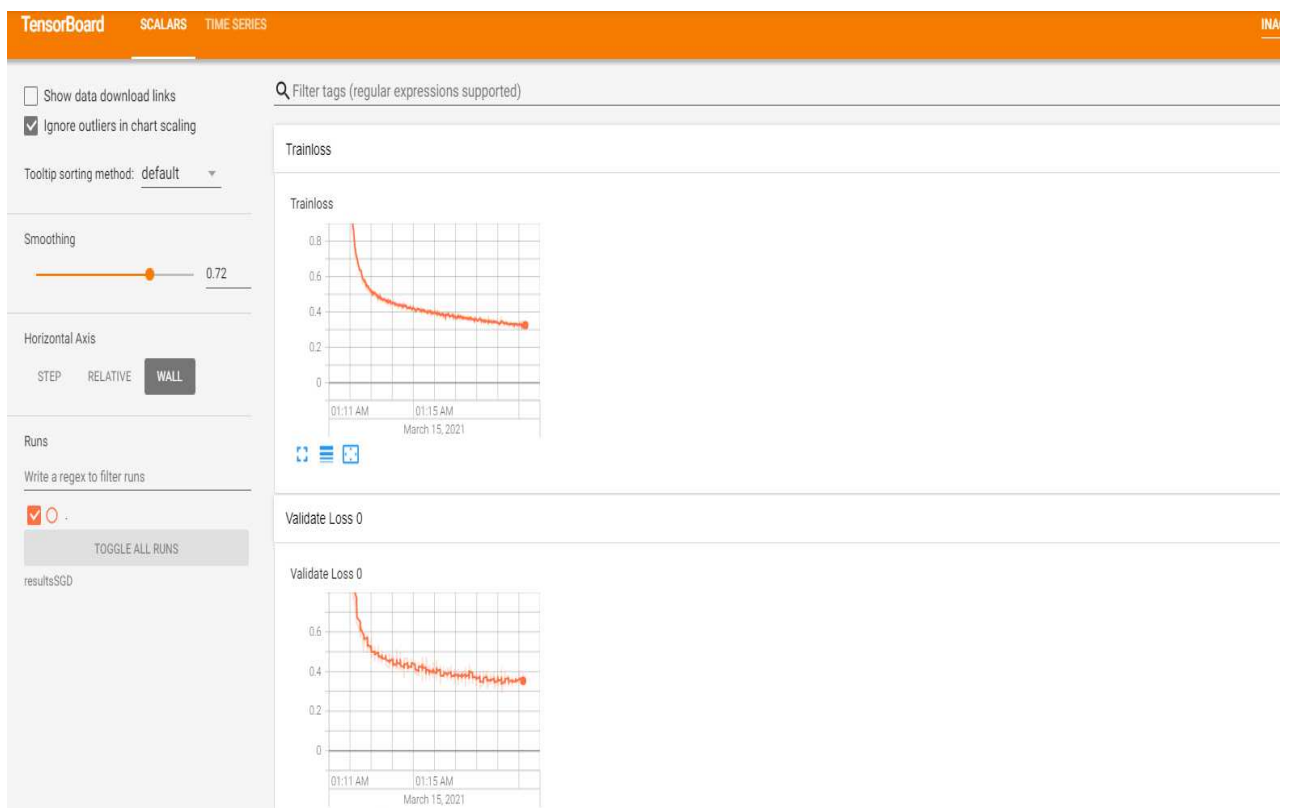 TensorBoard SCALARS TIME SERIES
Show data download links
Ignore outliers in chart scaling
Tooltip sorting method: default
Smoothing
0.72
Horizontal Axis
STEP RELATIVE WALL
Runs
Write a regex to filter runs
.
TOGGLE ALL RUNS
resultsSGD
Filter tags (regular expressions supported)
Trainloss
Trainloss
0.8
0.6
0.4
0.2
0
01:11 AM 01:15 AM
March 15, 2021
Validate Loss 0
Validate Loss 0
0.6
0.4
0.2
0
01:11 AM 01:15 AM
March 15, 2021